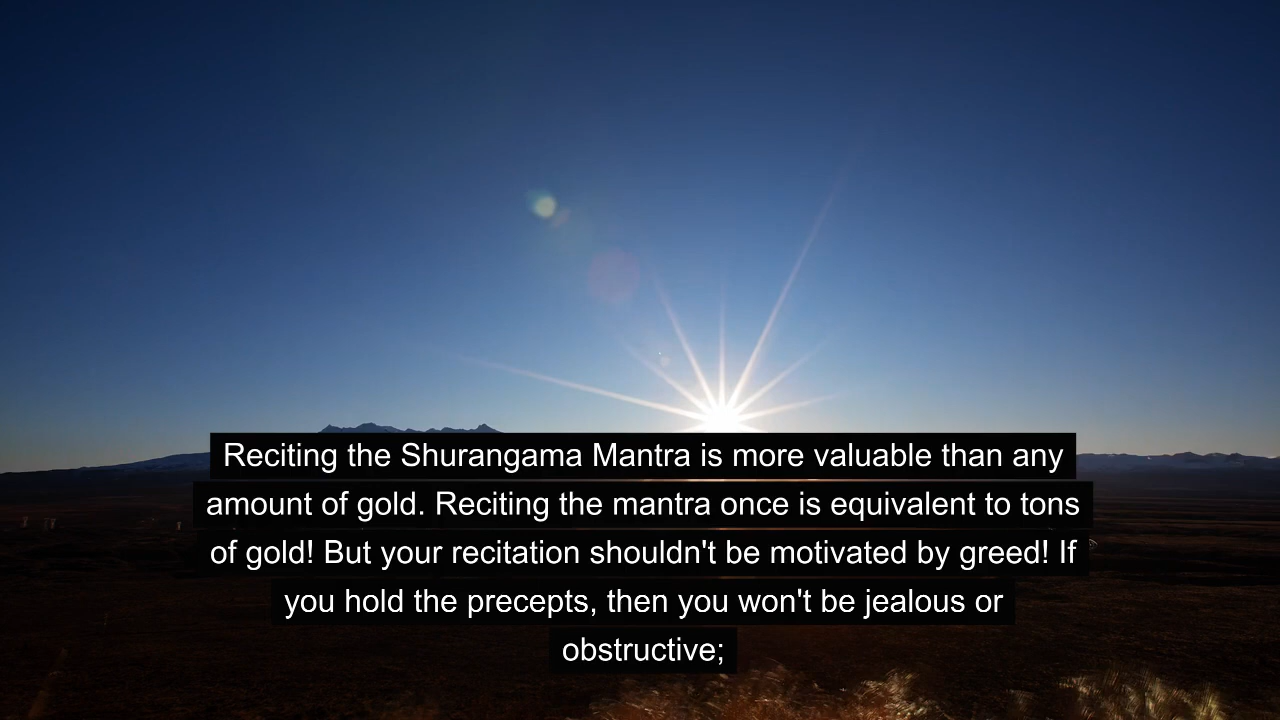 Reciting the Shurangama Mantra is more valuable than any
amount of gold. Reciting the mantra once is equivalent to tons
of gold! But your recitation shouldn't be motivated by greed! If
you hold the precepts, then you won't be jealous or
obstructive;